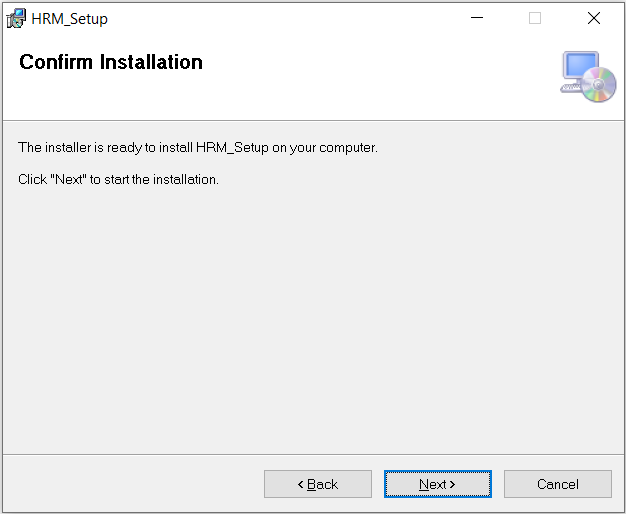 HRM_Setup
Confirm Installation
The installer is ready to install HRM_Setup on your computer.
Click "Next" to start the installation.
< Back
Next >
Cancel